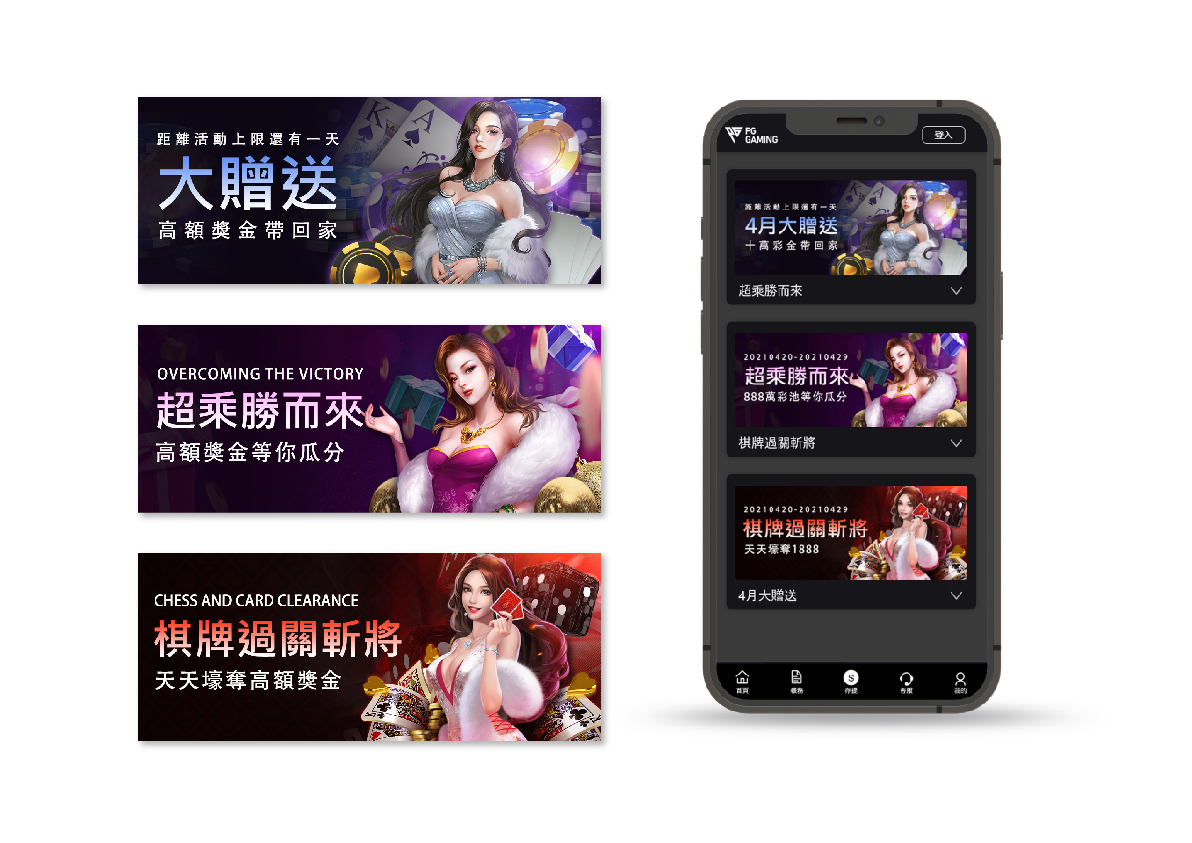 距離活動上限還有一天
大贈送
高額獎金帶回家
OVERCOMING THE VICTORY
超乘勝而來
高額獎金等你瓜分
CHESS AND CARD CLEARANCE
棋牌過關斬將
天天壕奪高額獎金
PG
GAMING
登入
距離活動上限還有一天
4月大贈送
十萬彩金帶回家
超乘勝而來
20210420-20210429
超乘勝而來
888萬彩池等你瓜分
棋牌過關斬將
20210420-20210429
棋牌過關斬將
天天壕奪1888
4月大贈送
首頁
存提
客服
我的
K
A
K
A